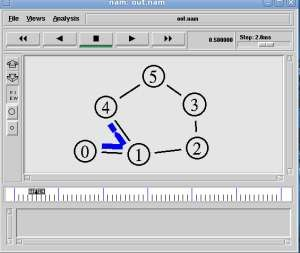 nam: out.nam
File Views Analysis out.nam
0.500000 Step: 2.0ms
5
4 3
0 1 2